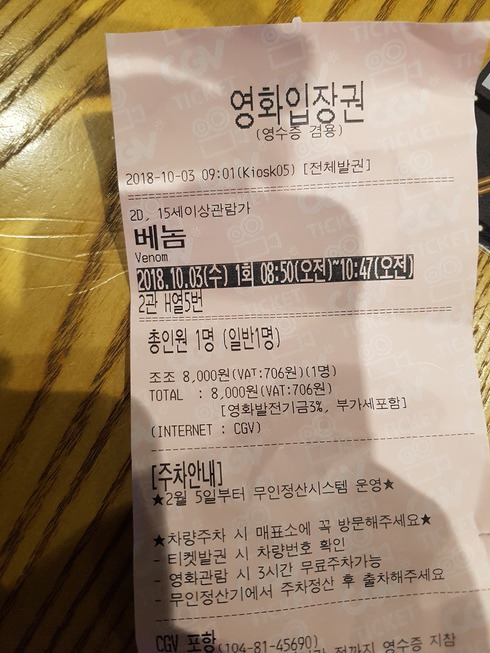 영화입장권
(영수증 겸용)
2018-10-03 09:01(Kiosk05) [전체발권]
2D, 15세이상관람가
베놈
Venom
2018.10.03(수) 1회 08:50(오전)~10:47(오전)
2관 H열5번
총인원 1명 (일반1명)
조조 8,000원(VAT:706원)(1명)
TOTAL : 8,000원(VAT:706원)
[영화발전기금3%, 부가세포함]
(INTERNET : CGV)
[주차안내]
★2월 5일부터 무인정산시스템 운영★
★차량주차 시 매표소에 꼭 방문해주세요★
- 티켓발권 시 차량번호 확인
- 영화관람 시 3시간 무료주차가능
- 무인정산기에서 주차정산 후 출차해주세요
CGV 포항 (104-81-45690)
전까지 영수증 지참